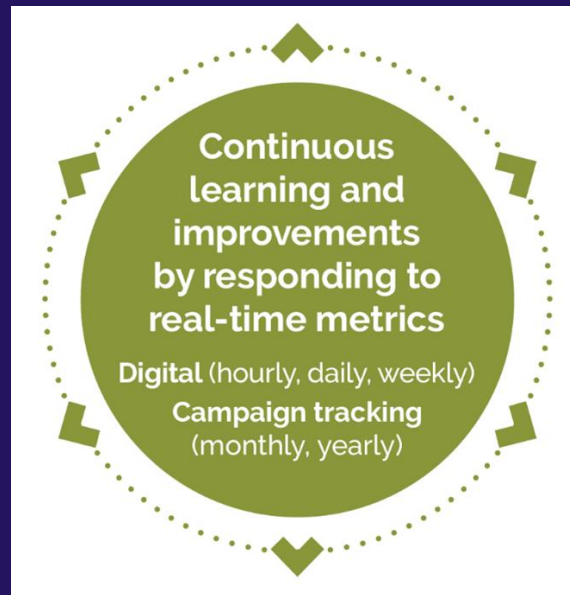 Continuous
learning and
improvements
by responding to
real-time metrics
Digital (hourly, daily, weekly)
Campaign tracking
(monthly, yearly)